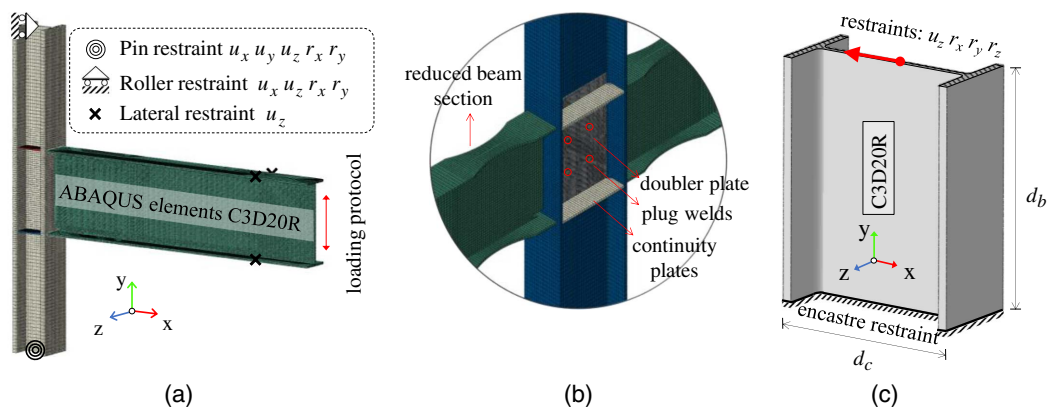 Pin restraint u_x u_y u_z r_x r_y
Roller restraint u_x u_z r_x r_y
Lateral restraint u_z
ABAQUS elements C3D20R
loading protocol
y
z
x
(a)
reduced beam
section
doubler plate
plug welds
continuity
plates
(b)
restraints: u_z r_x r_y r_z
C3D20R
d_b
y
z
x
encastre restraint
d_c
(c)